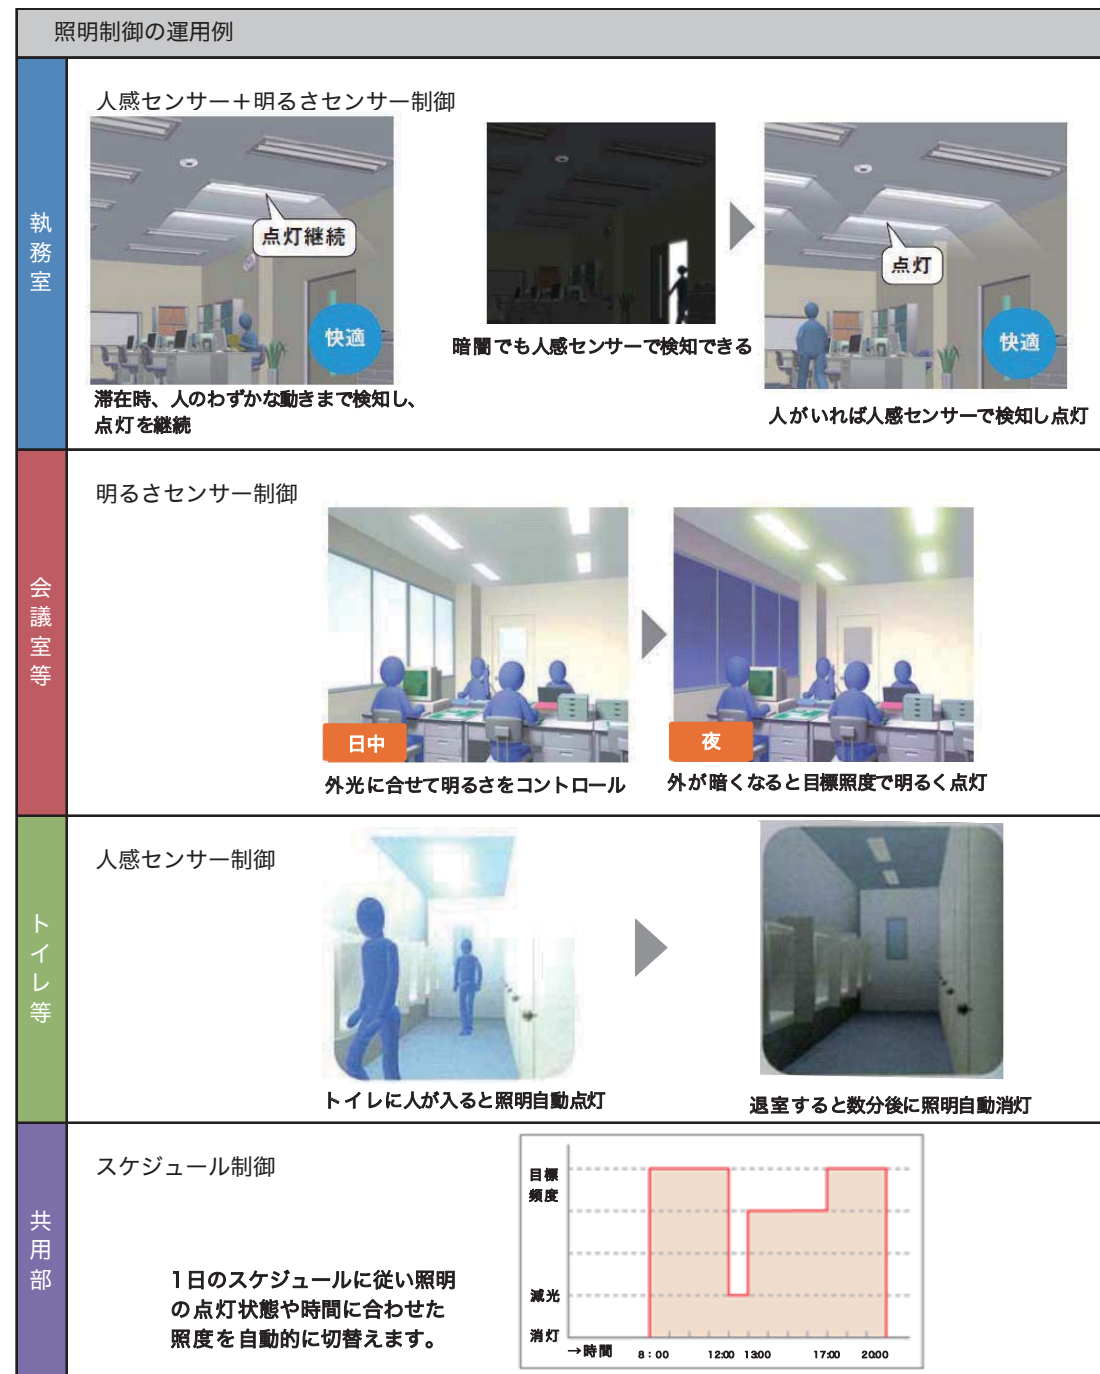 照明制御の運用例
執務室
人感センサー＋明るさセンサー制御
点灯継続
快適
滞在時、人のわずかな動きまで検知し、
点灯を継続
暗闇でも人感センサーで検知できる
点灯
快適
人がいれば人感センサーで検知し点灯
会議室等
明るさセンサー制御
日中
外光に合せて明るさをコントロール
夜
外が暗くなると目標照度で明るく点灯
トイレ等
人感センサー制御
トイレに人が入ると照明自動点灯
退室すると数分後に照明自動消灯
共用部
スケジュール制御
1日のスケジュールに従い照明
の点灯状態や時間に合わせた
照度を自動的に切替えます。
目標
頻度
減光
消灯
→時間 8：00 12:00 13:00 17:00 20:00